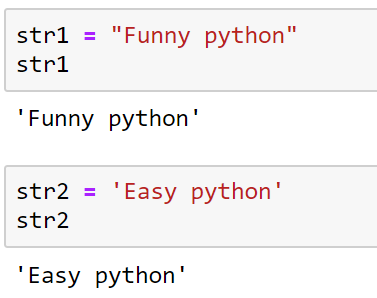 str1 = "Funny python"
str1
'Funny python'
str2 = 'Easy python'
str2
'Easy python'